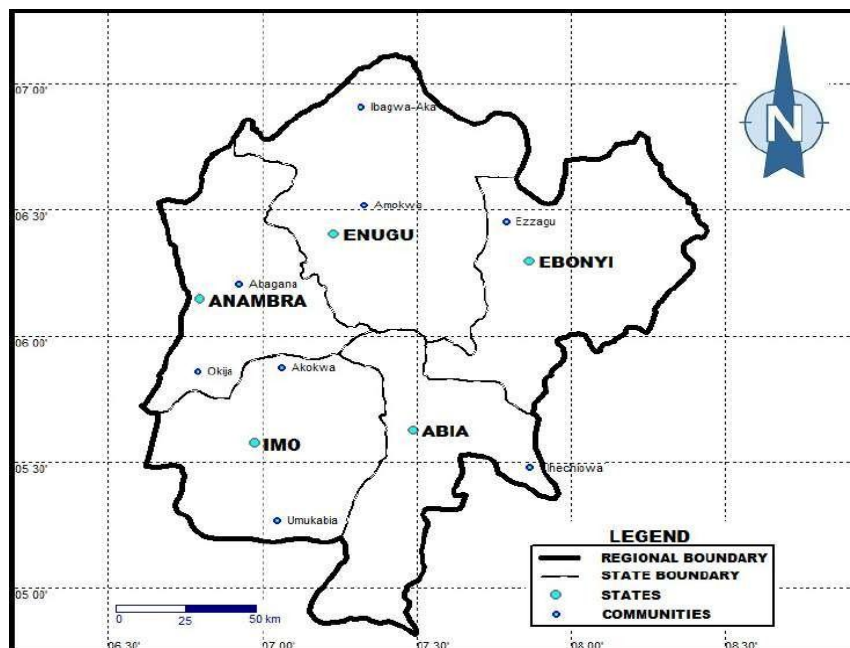 N
07 00'
Ibagwa-Aka
06 30'
Amokwe
Ezzagu
ENUGU
EBONYI
Abagana
ANAMBRA
06 00'
Okija
Akokwa
ABIA
IMO
05 30'
Ihechiowa
Umukabia
LEGEND
REGIONAL BOUNDARY
STATE BOUNDARY
STATES
COMMUNITIES
05 00'
0 25 50 km
06 30' 07 00' 07 30' 08 00' 08 30'